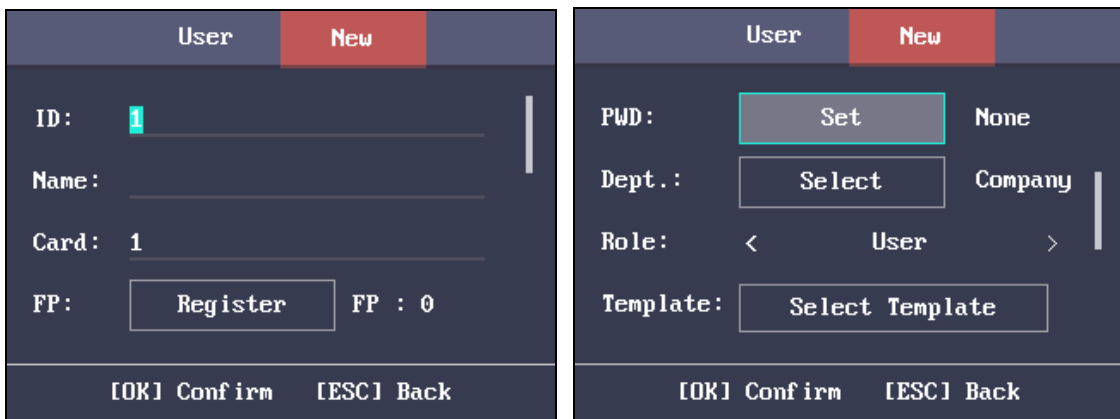 User New
ID: 1
Name:
Card: 1
FP: Register FP : 0
[OK] Confirm [ESC] Back
User New
PWD: Set None
Dept.: Select Company
Role: < User >
Template: Select Template
[OK] Confirm [ESC] Back